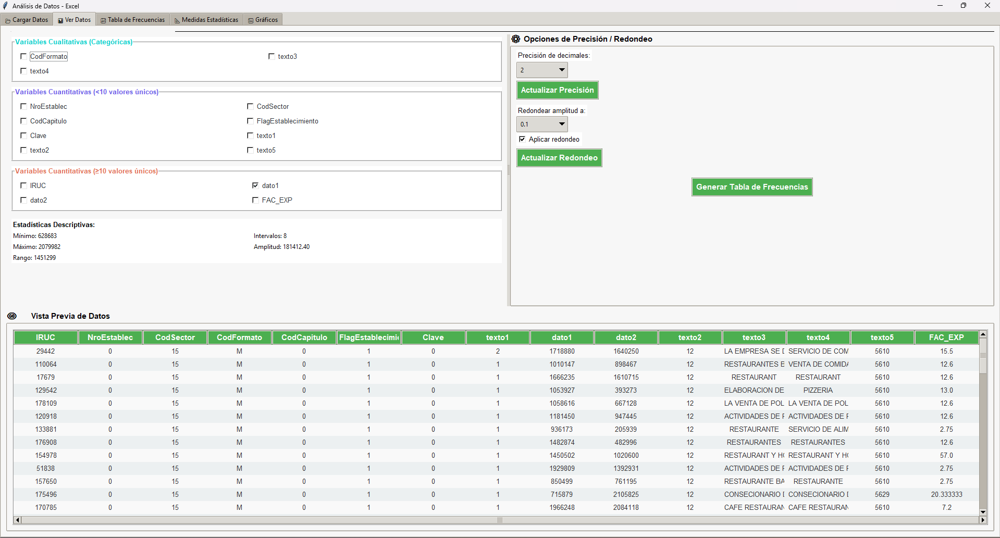 Análisis de Datos - Excel
Cargar Datos Ver Datos Tabla de Frecuencias Medidas Estadísticas Gráficos
Variables Cualitativas (Categóricas)
CodFormato texto3
texto4
Variables Cuantitativas (<10 valores únicos)
NroEstablec CodSector
CodCapitulo FlagEstablecimiento
Clave texto1
texto2 texto5
Variables Cuantitativas (≥10 valores únicos)
IRUC dato1
dato2 FAC_EXP
Estadísticas Descriptivas:
Mínimo: 628683 Intervalos: 8
Máximo: 2079982 Amplitud: 181412.40
Rango: 1451299
Opciones de Precisión / Redondeo
Precisión de decimales:
2
Actualizar Precisión
Redondear amplitud a:
0.1
Aplicar redondeo
Actualizar Redondeo
Generar Tabla de Frecuencias
Vista Previa de Datos
IRUC NroEstablec CodSector CodFormato CodCapitulo FlagEstablecimi Clave texto1 dato1 dato2 texto2 texto3 texto4 texto5 FAC_EXP
29442 0 15 M 0 1 0 2 1718880 1640250 12 LA EMPRESA SE SERVICIO DE COM 5610 15.5
110064 0 15 M 0 1 0 1 1010147 898467 12 RESTAURANTES B VENTA DE COMIDA 5610 12.6
17679 0 15 M 0 1 0 1 1666235 1610715 12 RESTAURANT RESTAURANT 5610 12.6
129542 0 15 M 0 1 0 1 1053927 393273 12 ELABORACION DE PIZZERIA 5610 13.0
178109 0 15 M 0 1 0 1 1058616 667128 12 LA VENTA DE POL LA VENTA DE POL 5610 12.6
120918 0 15 M 0 1 0 1 1181450 947445 12 ACTIVIDADES DE ACTIVIDADES DE 5610 12.6
133881 0 15 M 0 1 0 1 936173 205939 12 RESTAURANTE SERVICIO DE ALIM 5610 2.75
176908 0 15 M 0 1 0 1 1482874 482996 12 RESTAURANTES RESTAURANTES 5610 12.6
154978 0 15 M 0 1 0 1 1450502 1020600 12 RESTAURANT Y H RESTAURANT Y H 5610 57.0
51838 0 15 M 0 1 0 1 1929809 1392931 12 ACTIVIDADES DE ACTIVIDADES DE 5610 2.75
157650 0 15 M 0 1 0 1 850499 761195 12 RESTAURANTE BA RESTAURANTE 5610 2.75
175496 0 15 M 0 1 0 1 715879 2105825 12 CONSECIONARIO CONSECIONARIO 5629 20.333333
170785 0 15 M 0 1 0 1 1966248 2084118 12 CAFE RESTAURAN CAFE RESTAURAN 5610 7.2